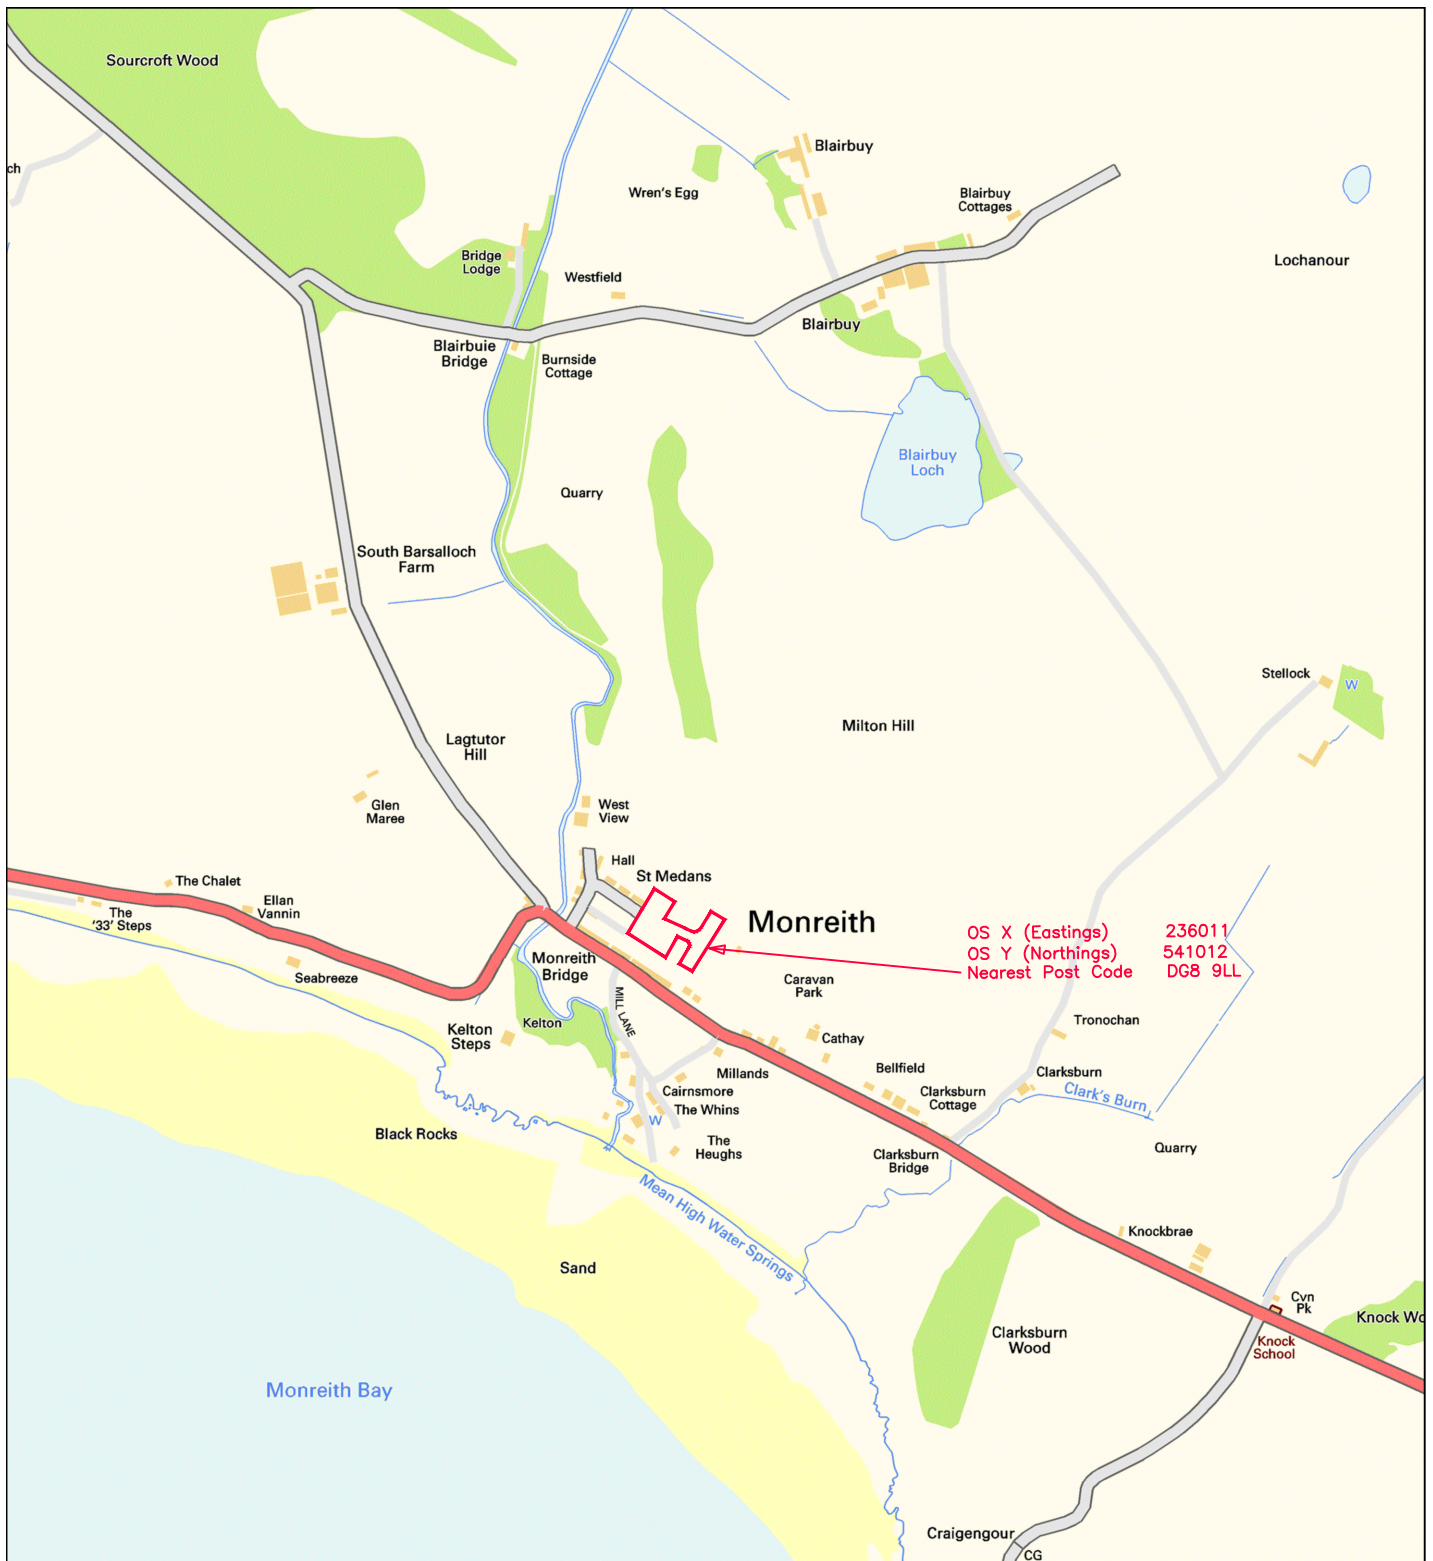 Sourcroft Wood
ch
Blairbuy
Wren's Egg
Blairbuy
Cottages
Bridge
Lodge
Westfield
Lochanour
Blairbuy
Blairbuie
Bridge
Burnside
Cottage
Blairbuy
Loch
Quarry
South Barsalloch
Farm
Stellock
W
Milton Hill
Lagtutor
Hill
Glen
Maree
West
View
Hall
St Medans
The Chalet
Ellan
Vannin
The
'33' Steps
Monreith
OS X (Eastings) 236011
OS Y (Northings) 541012
Nearest Post Code DG8 9LL
Seabreeze
Monreith
Bridge
Caravan
Park
MILL LANE
Kelton
Kelton
Steps
Tronochan
Cathay
Millands
Bellfield
Clarksburn
Clark's Burn
Cairnsmore
Clarksburn
Cottage
The Whins
W
Black Rocks
The
Heughs
Clarksburn
Bridge
Quarry
Mean High Water Springs
Knockbrae
Sand
Cvn
Pk
Knock Wo
Knock
School
Clarksburn
Wood
Monreith Bay
Craigengour
CG